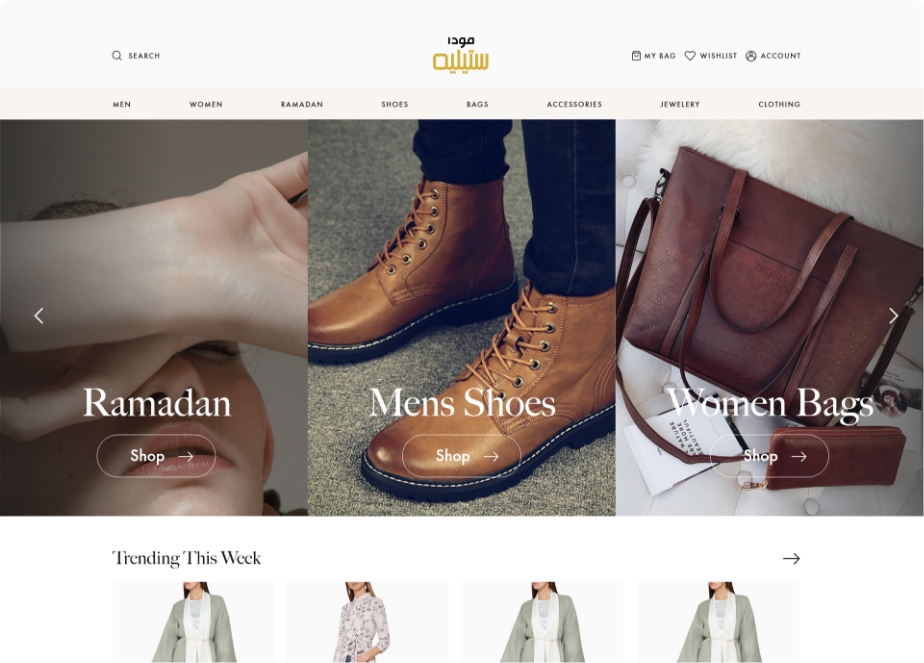 مودا
ستيليه
SEARCH
MY BAG
WISHLIST
ACCOUNT
MEN
WOMEN
RAMADAN
SHOES
BAGS
ACCESSORIES
JEWELERY
CLOTHING
Ramadan
Mens Shoes
Women Bags
Shop
Shop
Shop
Trending This Week